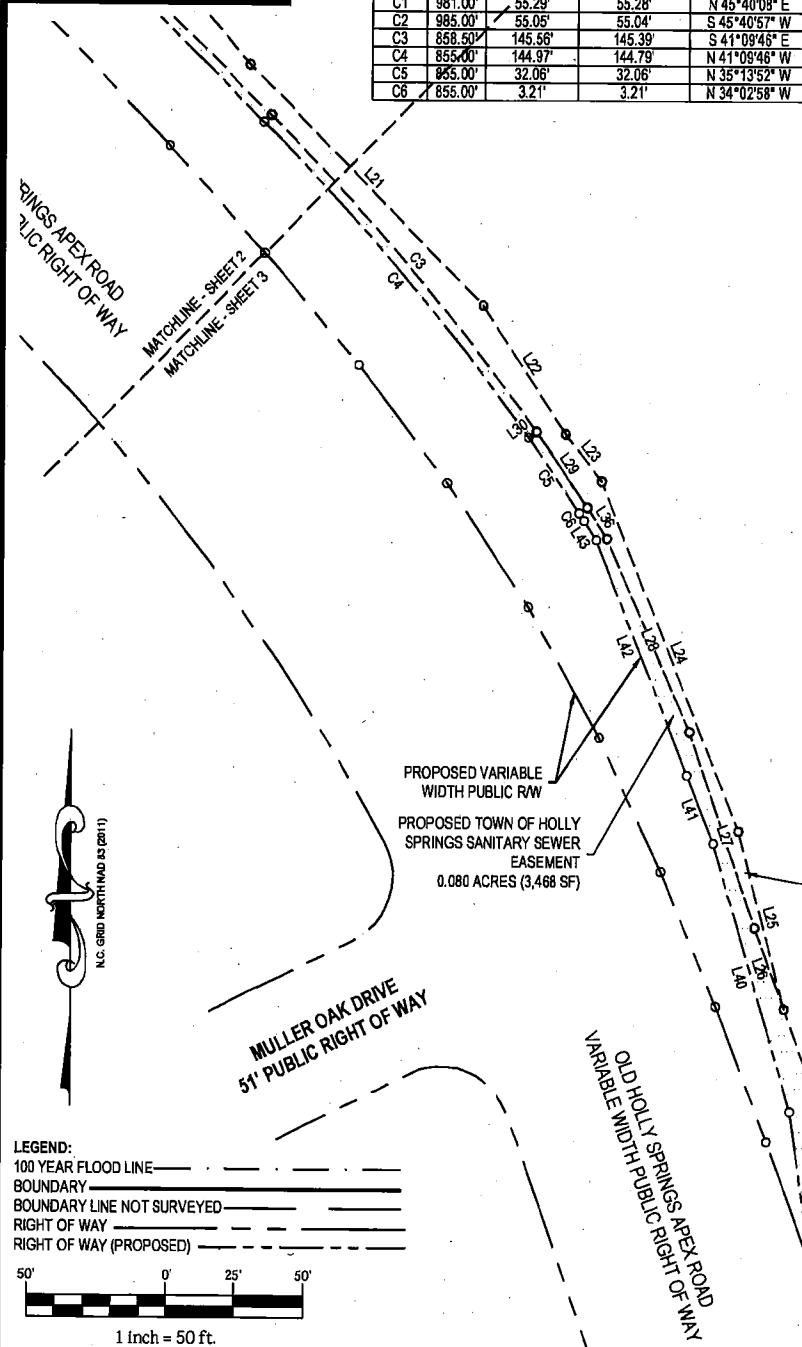 C1 981.00' 55.29' 55.28' N 45°40'08" E
C2 985.00' 55.05' 55.04' S 45°40'57" W
C3 858.50' 145.56' 145.39' S 41°09'46" E
C4 855.00' 144.97' 144.79' N 41°09'46" W
C5 855.00' 32.06' 32.06' N 35°13'52" W
C6 855.00' 3.21' 3.21' N 34°02'58" W
L21
RINGS APEX ROAD
LIC RIGHT OF WAY
C3
C4
MATCHLINE - SHEET 2
MATCHLINE - SHEET 3
L22
L30
L23
L29
C5
L36
C6
L43
L24
L28
L42
PROPOSED VARIABLE
WIDTH PUBLIC R/W
PROPOSED TOWN OF HOLLY
SPRINGS SANITARY SEWER
EASEMENT
0.080 ACRES (3,468 SF)
L41
L27
L25
L26
L40
N.C. GRID NORTH NAD 83 (2011)
MULLER OAK DRIVE
51' PUBLIC RIGHT OF WAY
OLD HOLLY SPRINGS APEX ROAD
VARIABLE WIDTH PUBLIC RIGHT OF WAY
LEGEND:
100 YEAR FLOOD LINE
BOUNDARY
BOUNDARY LINE NOT SURVEYED
RIGHT OF WAY
RIGHT OF WAY (PROPOSED)
50' 0' 25' 50'
1 inch = 50 ft.